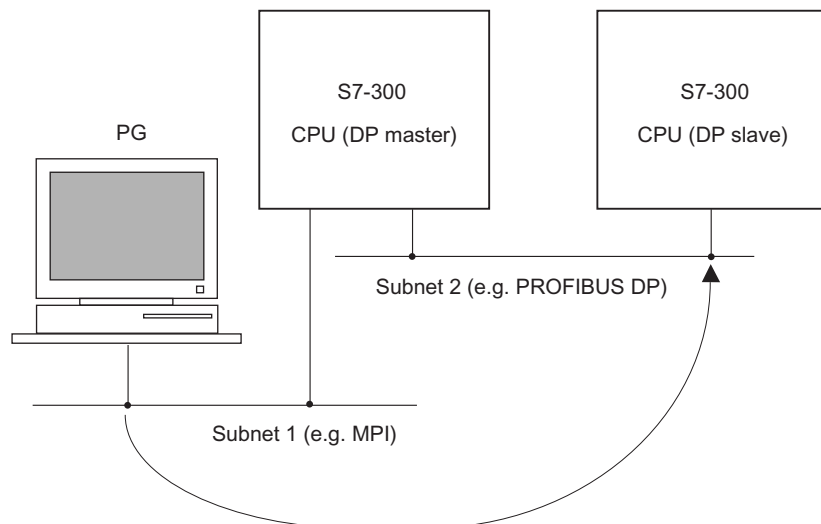 PG
S7-300
CPU (DP master)
S7-300
CPU (DP slave)
Subnet 2 (e.g. PROFIBUS DP)
Subnet 1 (e.g. MPI)